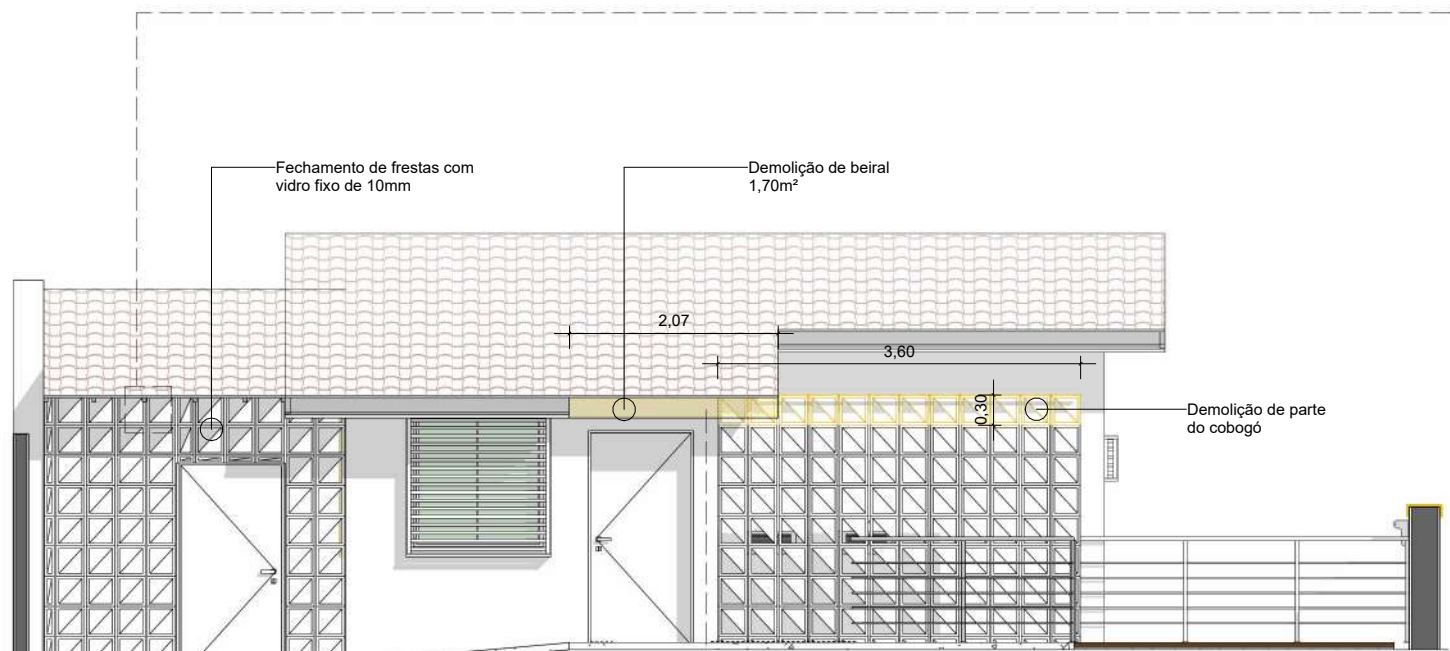 Fechamento de frestas com
vidro fixo de 10mm
Demolição de beiral
1,70m²
2,07
3,60
0,30
Demolição de parte
do cobogó